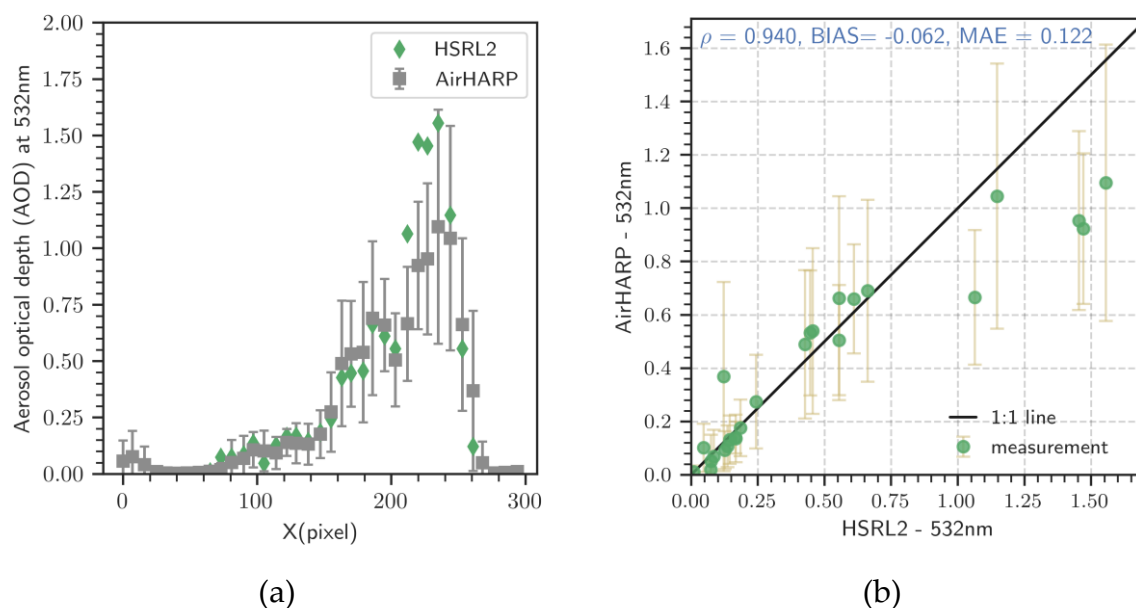 2.00
1.75
1.50
1.25
1.00
0.75
0.50
0.25
0.00
Aerosol optical depth (AOD) at 532nm
HSRL2
AirHARP
0
60
120
180
240
300
X(pixel)
(a)
ρ = 0.940, BIAS= -0.062, MAE = 0.122
1.6
1.4
1.2
1.0
0.8
0.6
0.4
0.2
0.0
AirHARP - 532nm
1:1 line
measurement
0.00
0.25
0.50
0.75
1.00
1.25
1.50
HSRL2 - 532nm
(b)